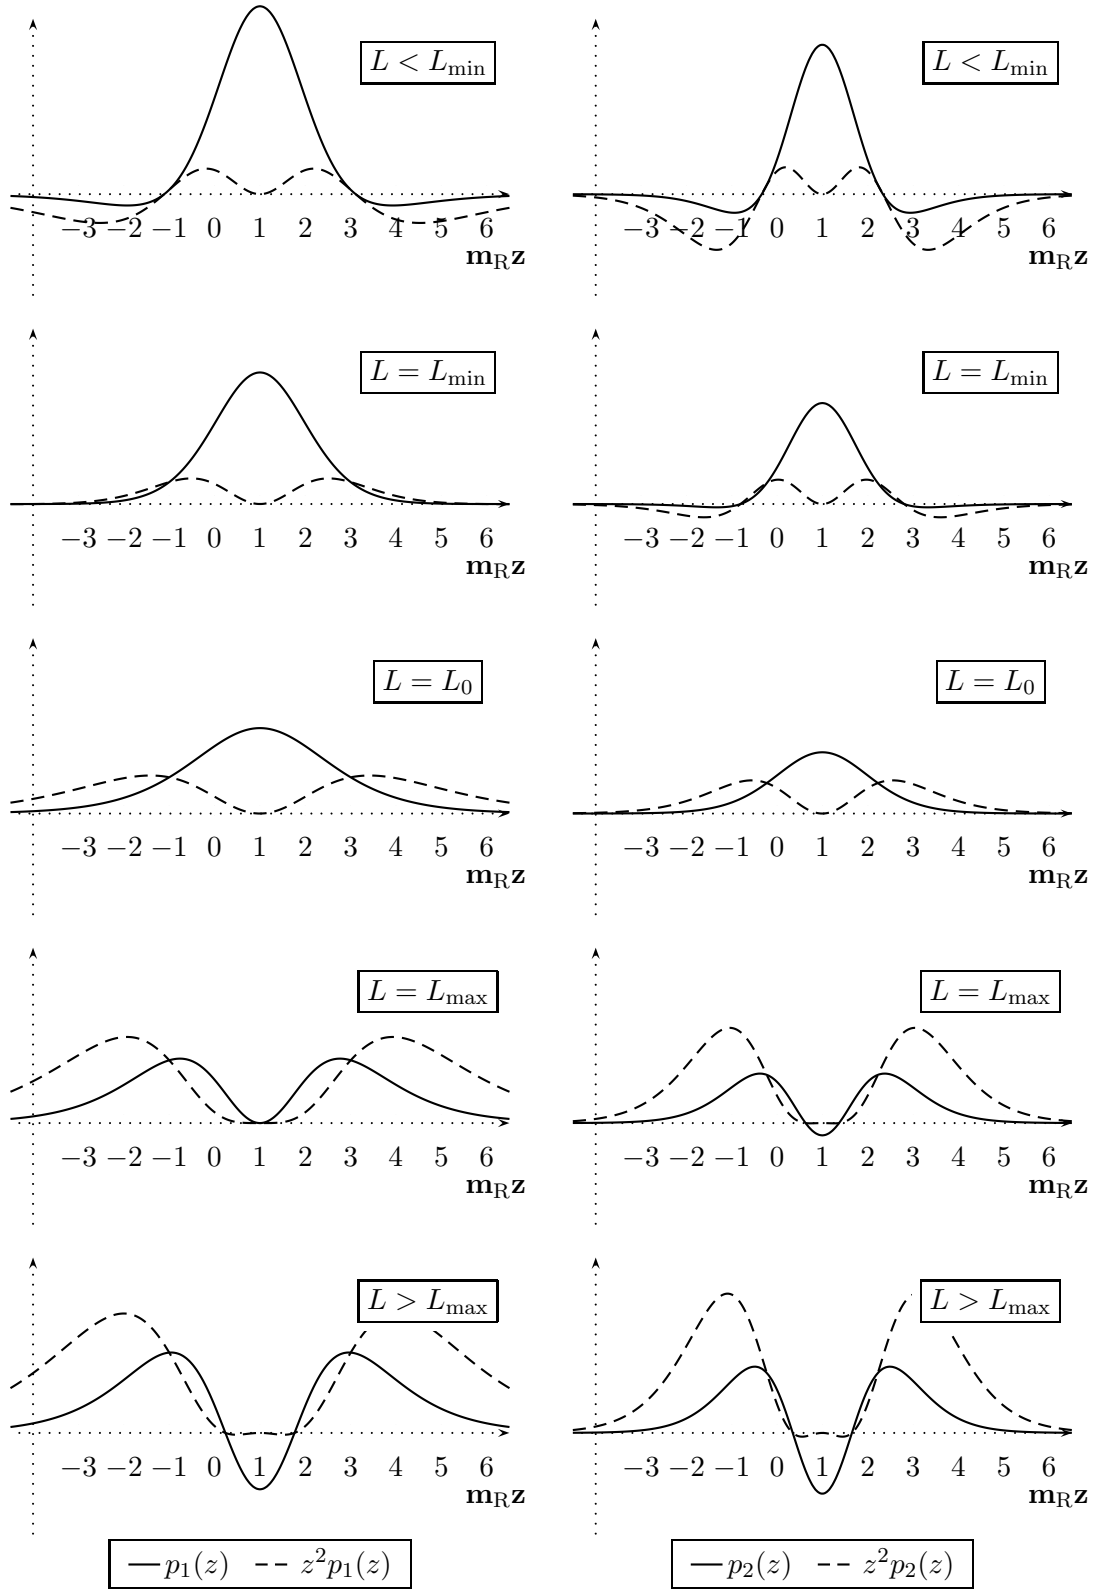 L < L_min L < L_min
−3 −2 −1 0 1 2 3 4 5 6 −3 −2 −1 0 1 2 3 4 5 6
m_R z m_R z
L = L_min L = L_min
−3 −2 −1 0 1 2 3 4 5 6 −3 −2 −1 0 1 2 3 4 5 6
m_R z m_R z
L = L_0 L = L_0
−3 −2 −1 0 1 2 3 4 5 6 −3 −2 −1 0 1 2 3 4 5 6
m_R z m_R z
L = L_max L = L_max
−3 −2 −1 0 1 2 3 4 5 6 −3 −2 −1 0 1 2 3 4 5 6
m_R z m_R z
L > L_max L > L_max
−3 −2 −1 0 1 2 3 4 5 6 −3 −2 −1 0 1 2 3 4 5 6
m_R z m_R z
p_1(z) z^2 p_1(z) p_2(z) z^2 p_2(z)